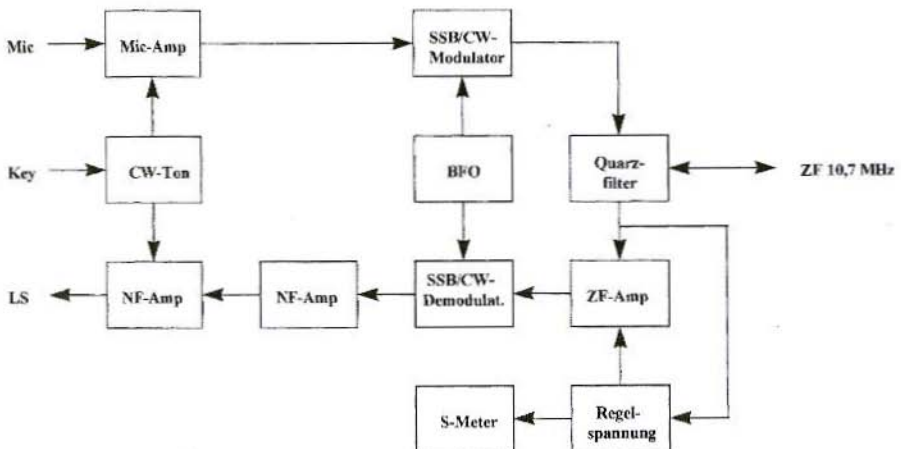 Mic
Mic-Amp
SSB/CW-
Modulator
Key
CW-Ton
BFO
Quarz-
filter
ZF 10,7 MHz
LS
NF-Amp
NF-Amp
SSB/CW-
Demodulat.
ZF-Amp
S-Meter
Regel-
spannung